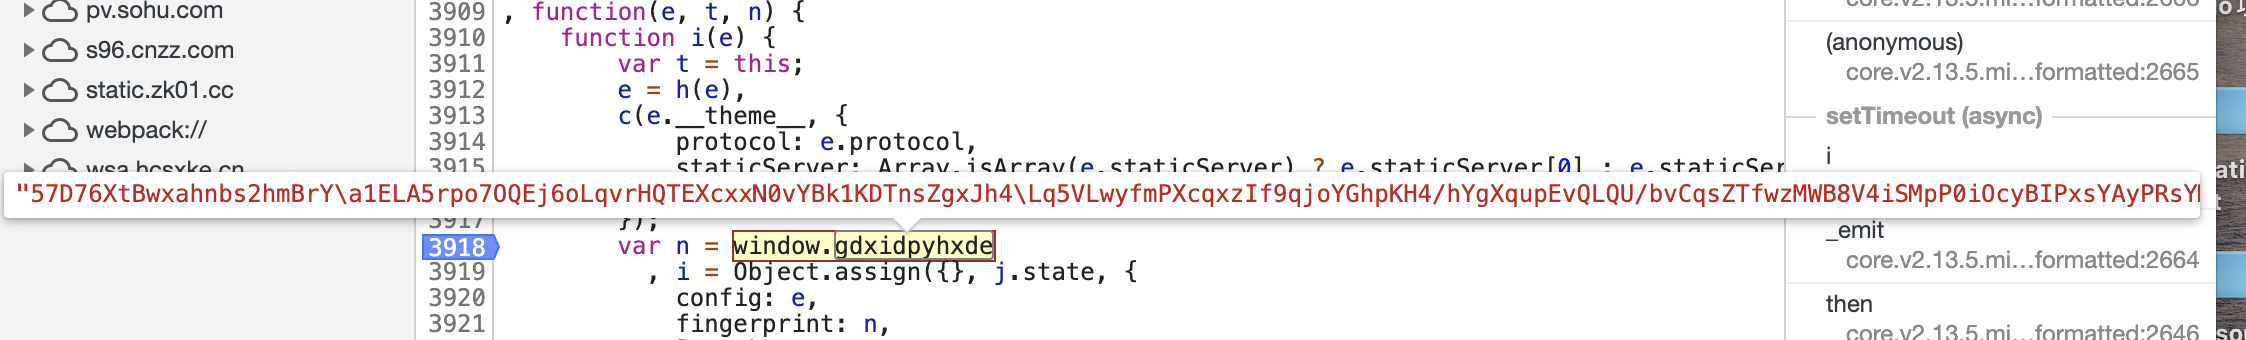 pv.sohu.com
s96.cnzz.com
static.zk01.cc
webpack://
wsa.hcsxke.cn
3909 , function(e, t, n) {
3910 function i(e) {
3911 var t = this;
3912 e = h(e),
3913 c(e.__theme__, {
3914 protocol: e.protocol,
3915 staticServer: Array.isArray(e.staticServer) ? e.staticServer[0] : e.staticSer
"57D76XtBwxahnbs2hmBrY\a1ELA5rpo7OQEj6oLqvrHQTEXcxxN0vYBk1KDTnsZgxJh4\Lq5VLwyfmPXcqxzIf9qjoYGhpKH4/hYgXqupEvQLQU/bvCqsZTfwzMWB8V4iSMpP0iOcyBIPxsYAyPRsY
3917 });
3918 var n = window.gdxidpyhxde
3919 , i = Object.assign({}, j.state, {
3920 config: e,
3921 fingerprint: n,
core.v2.13.5.mi…formatted:2666
(anonymous)
core.v2.13.5.mi…formatted:2665
setTimeout (async)
i
_emit
core.v2.13.5.mi…formatted:2664
then
core.v2.13.5.mi…formatted:2646